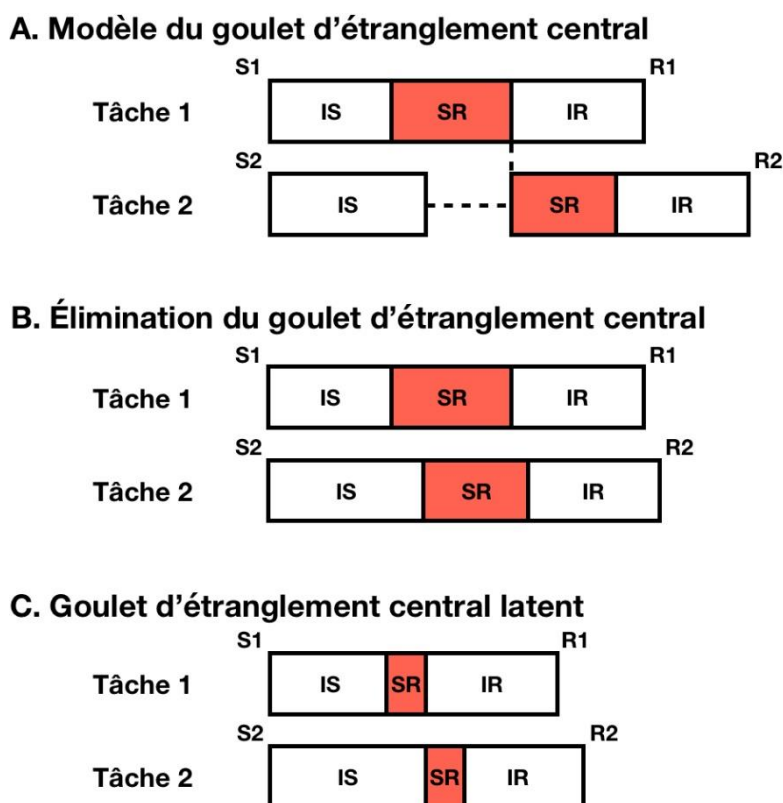 A. Modèle du goulet d’étranglement central
S1 R1
Tâche 1 IS SR IR
S2 R2
Tâche 2 IS SR IR
B. Élimination du goulet d’étranglement central
S1 R1
Tâche 1 IS SR IR
S2 R2
Tâche 2 IS SR IR
C. Goulet d’étranglement central latent
S1 R1
Tâche 1 IS SR IR
S2 R2
Tâche 2 IS SR IR